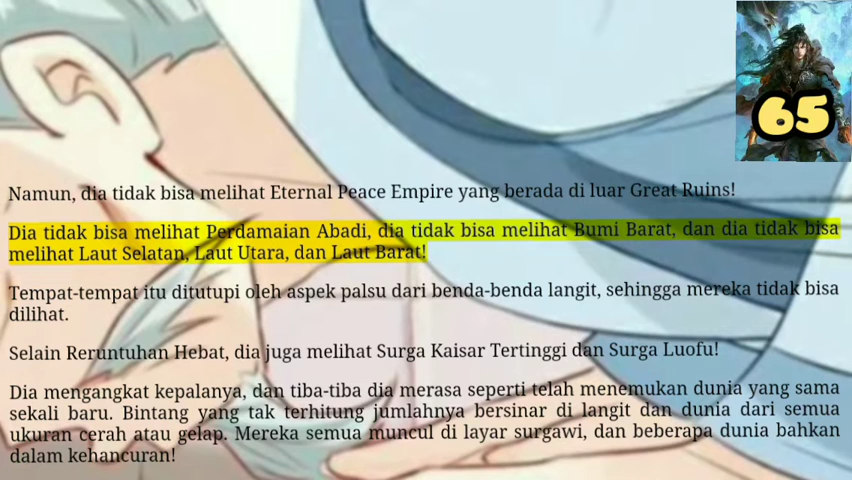 65
Namun, dia tidak bisa melihat Eternal Peace Empire yang berada di luar Great Ruins!
Dia tidak bisa melihat Perdamaian Abadi, dia tidak bisa melihat Bumi Barat, dan dia tidak bisa
melihat Laut Selatan, Laut Utara, dan Laut Barat!
Tempat-tempat itu ditutupi oleh aspek palsu dari benda-benda langit, sehingga mereka tidak bisa
dilihat.
Selain Reruntuhan Hebat, dia juga melihat Surga Kaisar Tertinggi dan Surga Luofu!
Dia mengangkat kepalanya, dan tiba-tiba dia merasa seperti telah menemukan dunia yang sama
sekali baru. Bintang yang tak terhitung jumlahnya bersinar di langit dan dunia dari semua
ukuran cerah atau gelap. Mereka semua muncul di layar surgawi, dan beberapa dunia bahkan
dalam kehancuran!